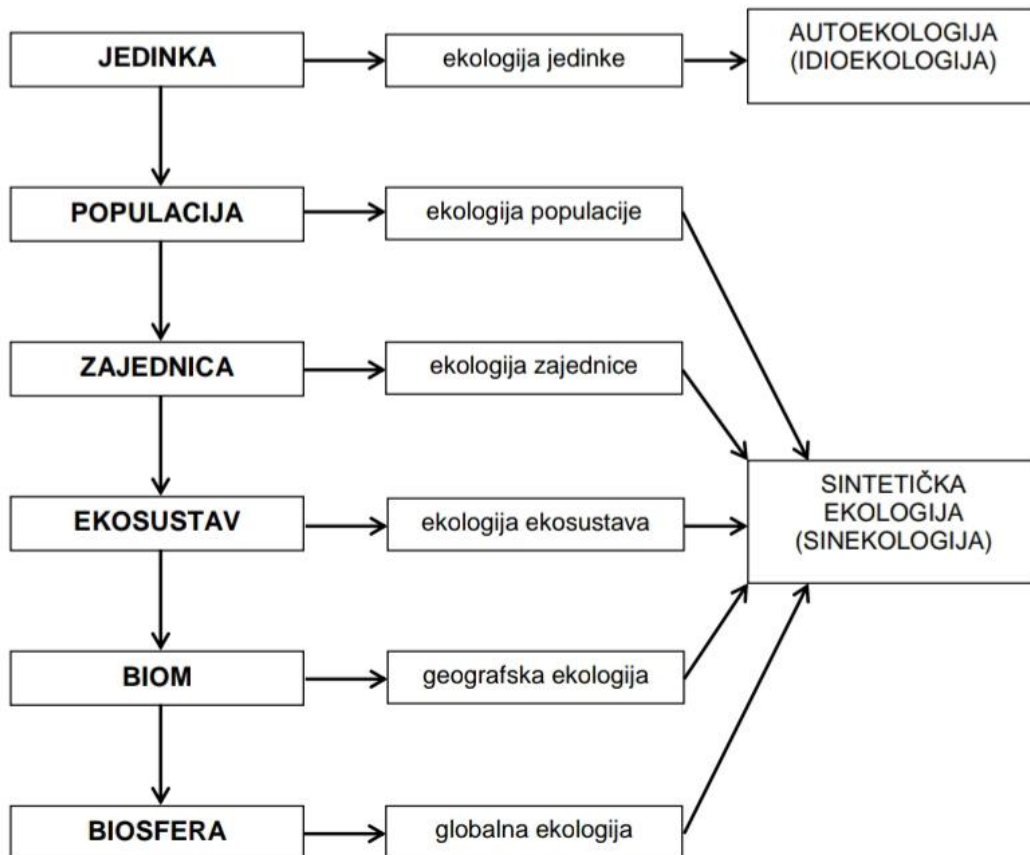 JEDINKA
ekologija jedinke
AUTOEKOLOGIJA
(IDIOEKOLOGIJA)
POPULACIJA
ekologija populacije
ZAJEDNICA
ekologija zajednice
EKOSUSTAV
ekologija ekosustava
SINTETIČKA
EKOLOGIJA
(SINEKOLOGIJA)
BIOM
geografska ekologija
BIOSFERA
globalna ekologija